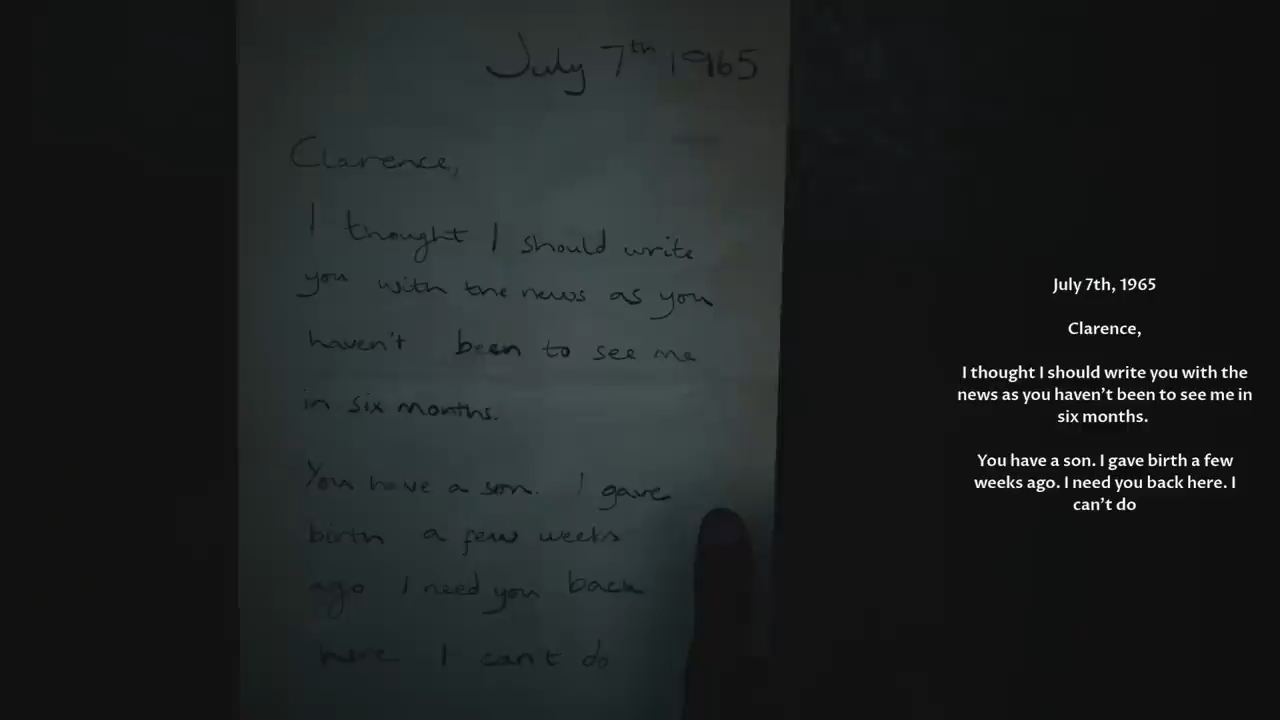 July 7th 1965
Clarence,
I thought I should write
you with the news as you
haven't been to see me
in six months.
You have a son. I gave
birth a few weeks
ago I need you back
here I can't do
July 7th, 1965
Clarence,
I thought I should write you with the
news as you haven't been to see me in
six months.
You have a son. I gave birth a few
weeks ago. I need you back here. I
can't do